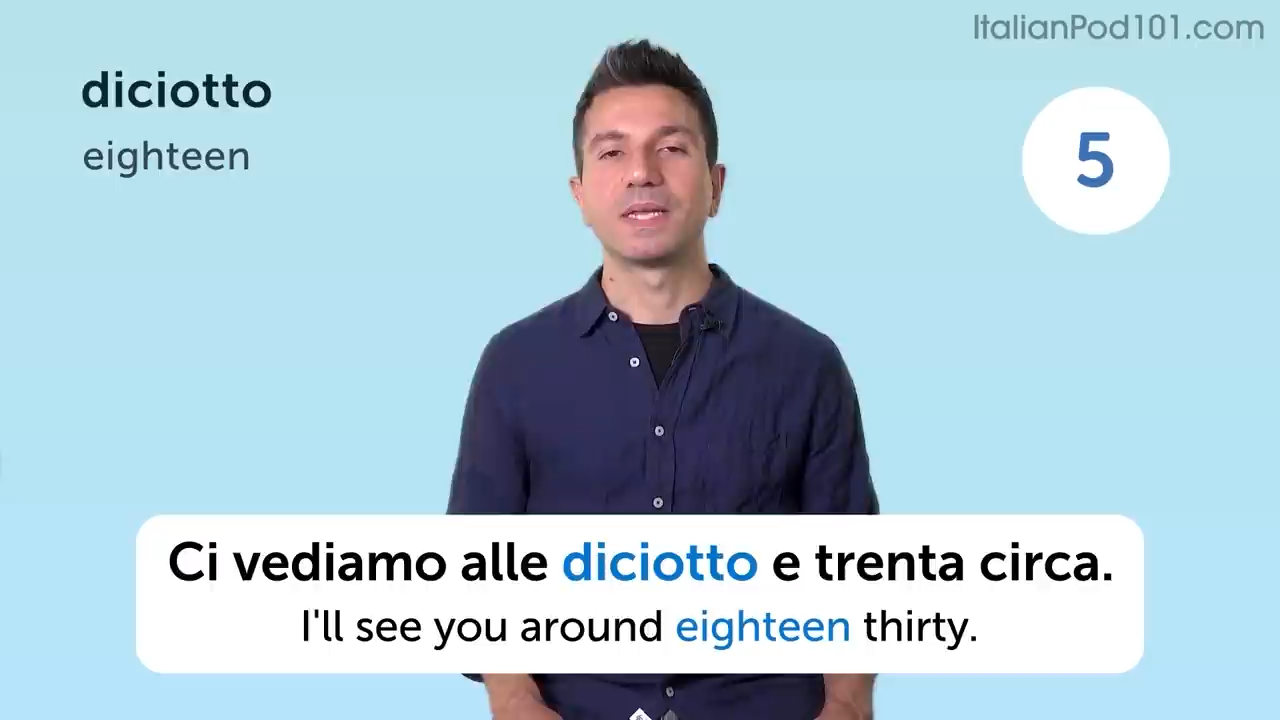 ItalianPod101.com
diciotto
eighteen
5
Ci vediamo alle diciotto e trenta circa.
I'll see you around eighteen thirty.